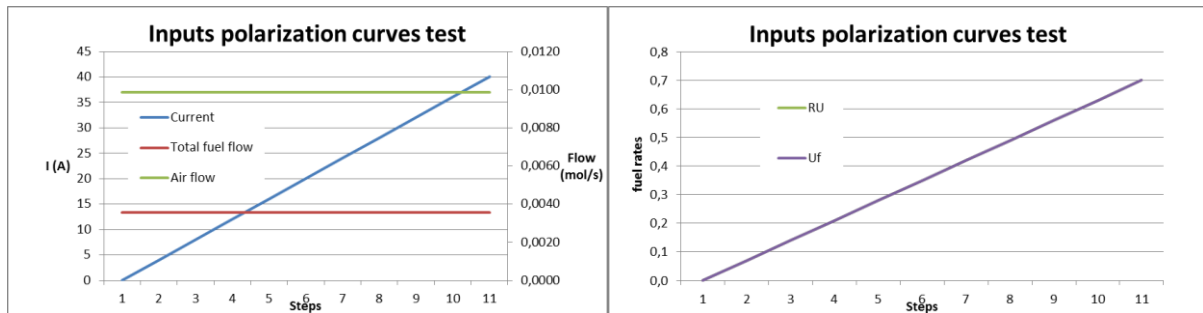 Inputs polarization curves test
45
40
35
30
25
20
15
10
5
0
I (A)
Current
Total fuel flow
Air flow
0,0120
0,0100
0,0080
0,0060
0,0040
0,0020
0,0000
Flow
(mol/s)
1 2 3 4 5 6 7 8 9 10 11
Steps
Inputs polarization curves test
0,8
0,7
0,6
0,5
0,4
0,3
0,2
0,1
0,0
fuel rates
RU
Uf
1 2 3 4 5 6 7 8 9 10 11
Steps